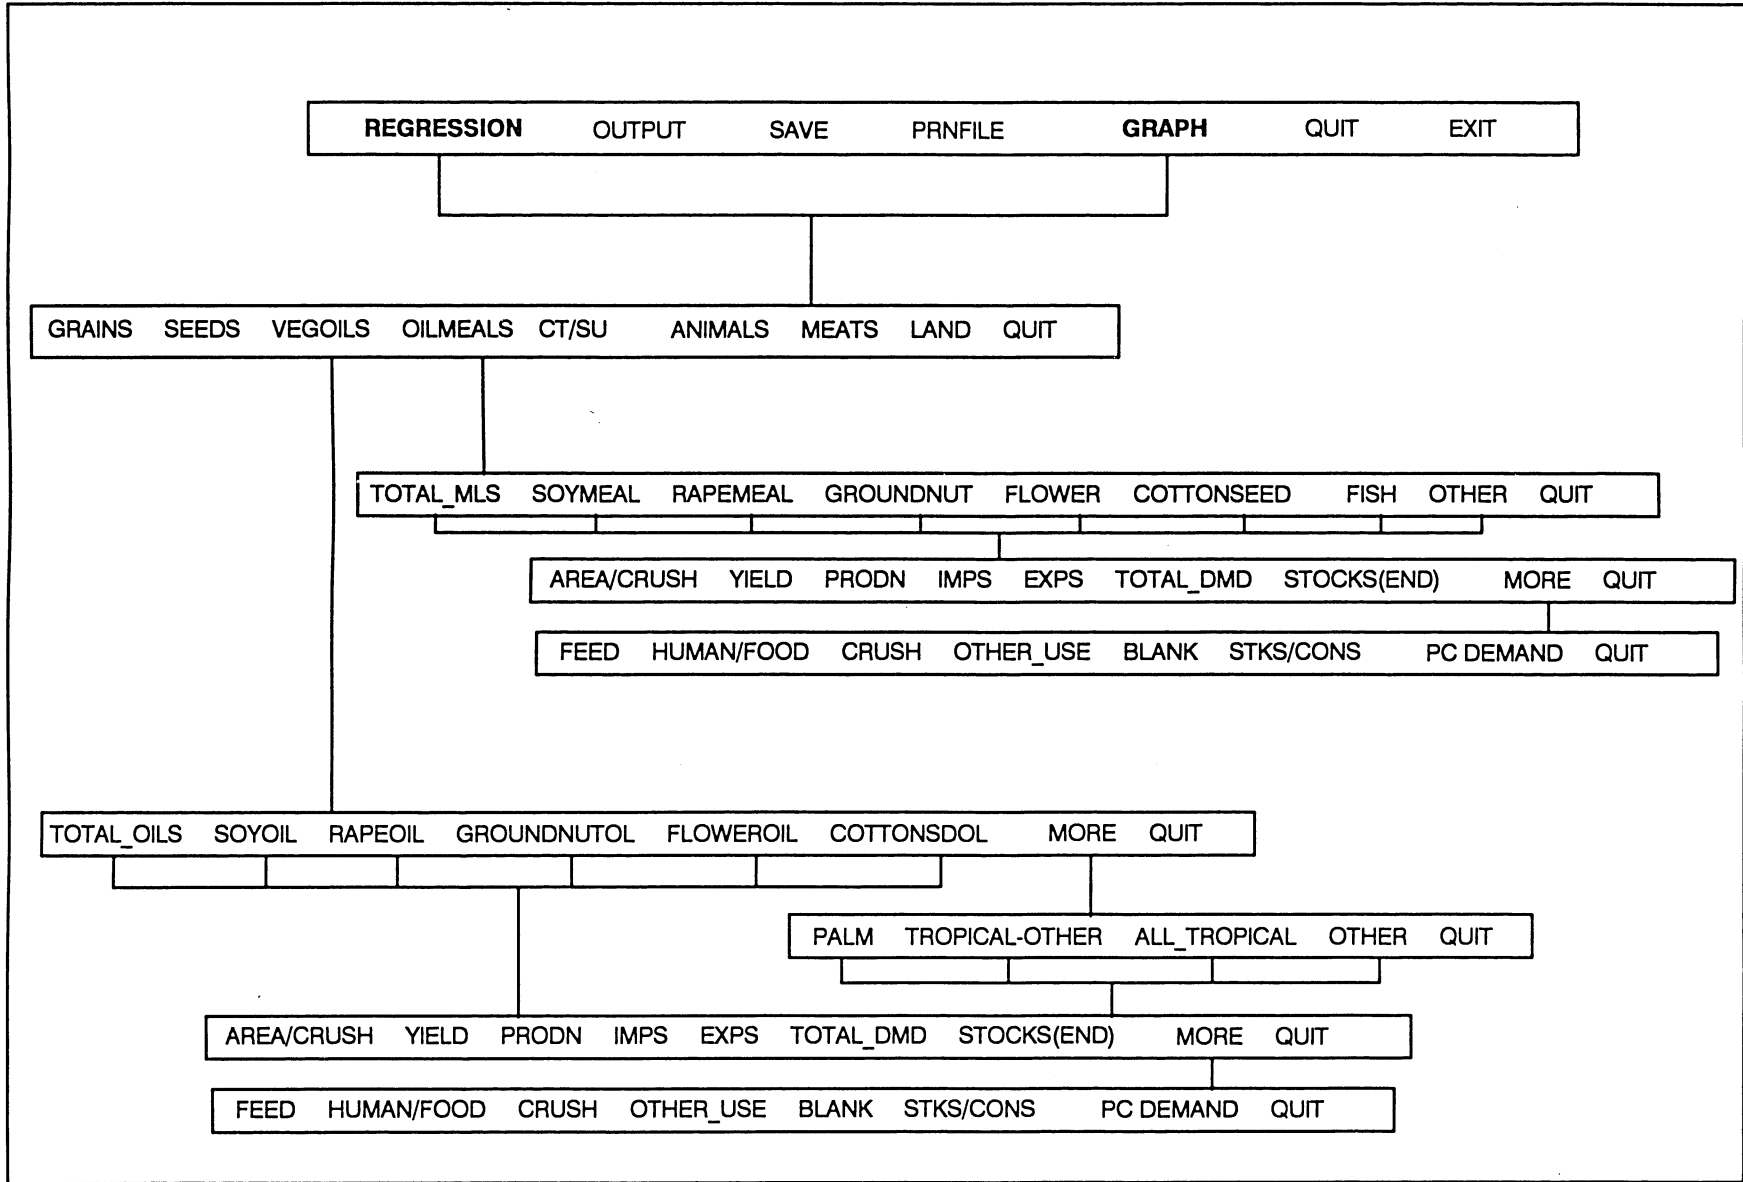 REGRESSION OUTPUT SAVE PRNFILE GRAPH QUIT EXIT
GRAINS SEEDS VEGOILS OILMEALS CT/SU ANIMALS MEATS LAND QUIT
TOTAL_MLS SOYMEAL RAPEMEAL GROUNDNUT FLOWER COTTONSEED FISH OTHER QUIT
AREA/CRUSH YIELD PRODN IMPS EXPS TOTAL_DMD STOCKS(END) MORE QUIT
FEED HUMAN/FOOD CRUSH OTHER_USE BLANK STKS/CONS PC DEMAND QUIT
TOTAL_OILS SOYOIL RAPEOIL GROUNDNUTOL FLOWEROIL COTTONSDOL MORE QUIT
PALM TROPICAL-OTHER ALL_TROPICAL OTHER QUIT
AREA/CRUSH YIELD PRODN IMPS EXPS TOTAL_DMD STOCKS(END) MORE QUIT
FEED HUMAN/FOOD CRUSH OTHER_USE BLANK STKS/CONS PC DEMAND QUIT